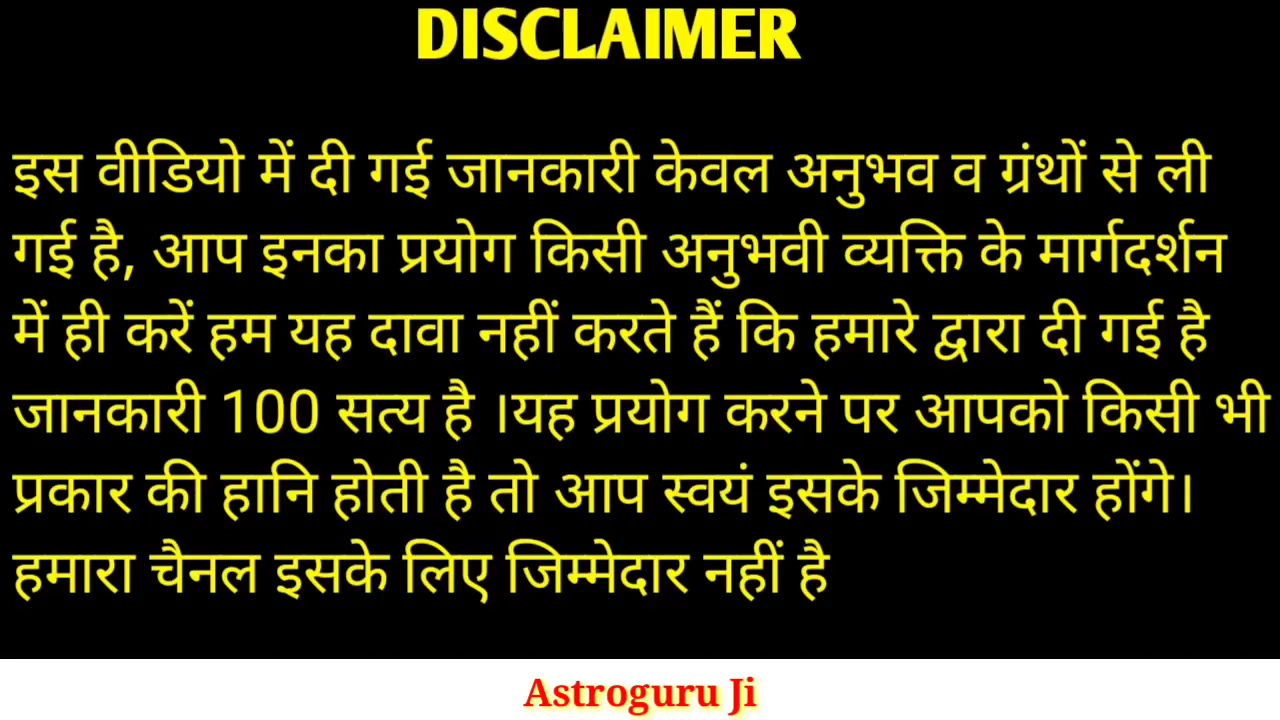 DISCLAIMER
इस वीडियो में दी गई जानकारी केवल अनुभव व ग्रंथों से ली
गई है, आप इनका प्रयोग किसी अनुभवी व्यक्ति के मार्गदर्शन
में ही करें हम यह दावा नहीं करते हैं कि हमारे द्वारा दी गई है
जानकारी 100 सत्य है ।यह प्रयोग करने पर आपको किसी भी
प्रकार की हानि होती है तो आप स्वयं इसके जिम्मेदार होंगे।
हमारा चैनल इसके लिए जिम्मेदार नहीं है
Astroguru Ji